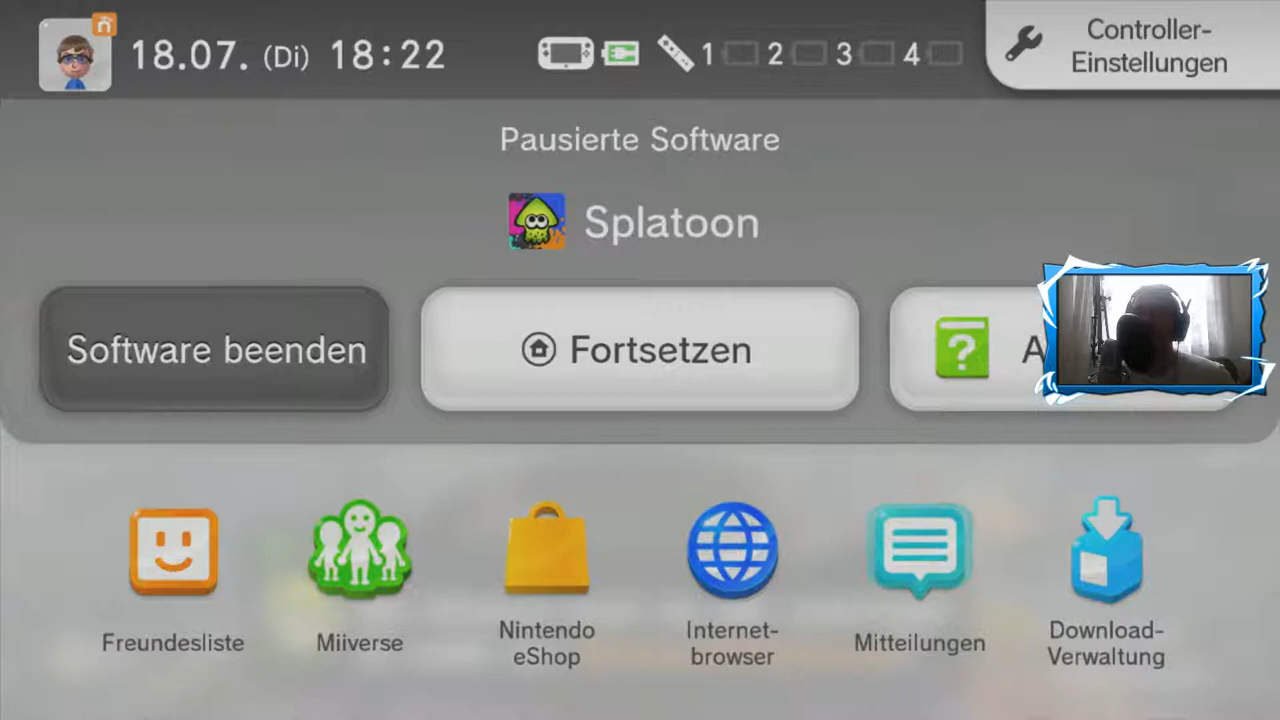 18.07. (Di) 18:22
1 2 3 4
Controller-
Einstellungen
Pausierte Software
Splatoon
Software beenden
Fortsetzen
?
Freundesliste
Miiverse
Nintendo
eShop
Internet-
browser
Mitteilungen
Download-
Verwaltung